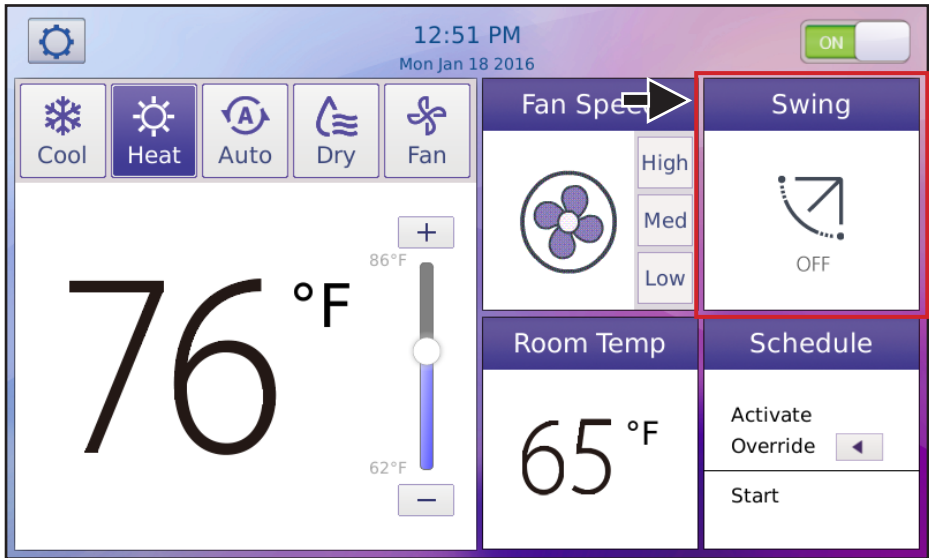 12:51 PM
Mon Jan 18 2016
ON
Cool
Heat
A
Auto
Dry
Fan
76 °F
+
86°F
62°F
−
Fan Spee
High
Med
Low
Swing
OFF
Room Temp
65 °F
Schedule
Activate
Override
Start